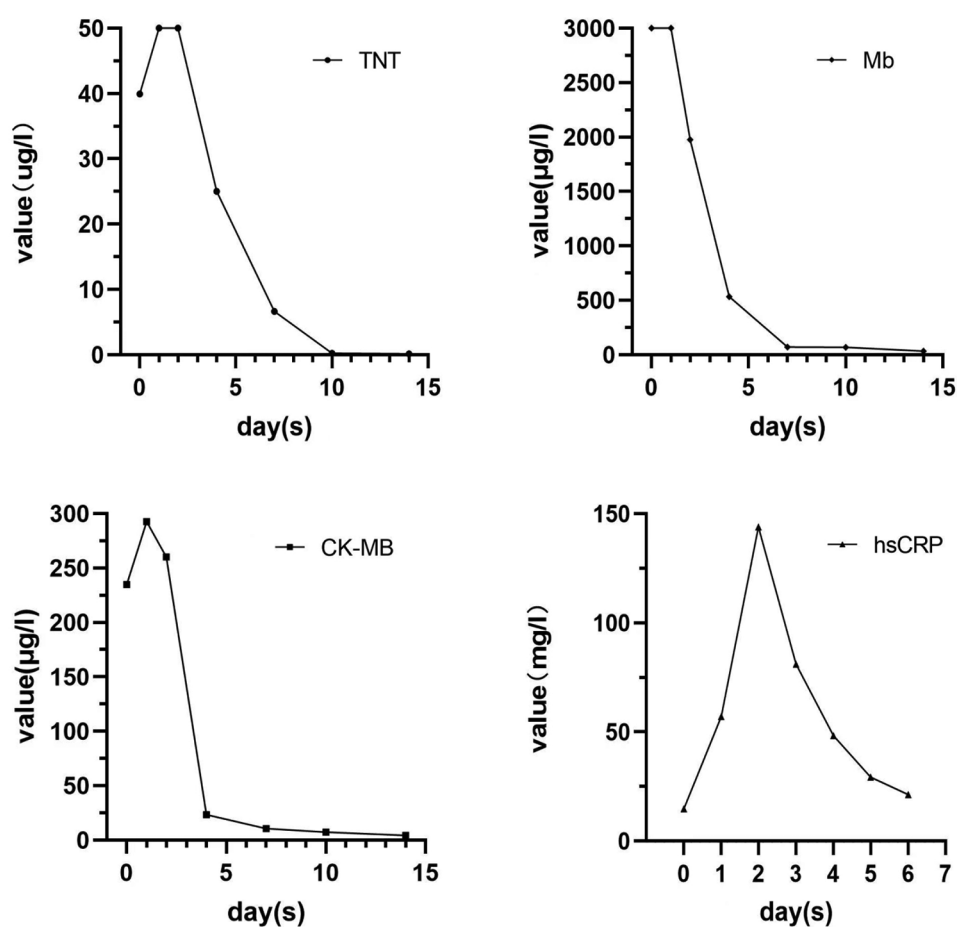 TNT
value（ug/l）
50
40
30
20
10
0
0 5 10 15
day(s)
Mb
value(µg/l)
3000
2500
2000
1500
1000
500
0
0 5 10 15
day(s)
CK-MB
value(µg/l)
300
250
200
150
100
50
0
0 5 10 15
day(s)
hsCRP
value（mg/l）
150
100
50
0
0 1 2 3 4 5 6 7
day(s)